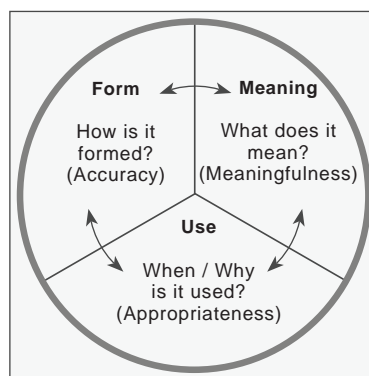 Form
How is it
formed?
(Accuracy)
Meaning
What does it
mean?
(Meaningfulness)
Use
When / Why
is it used?
(Appropriateness)